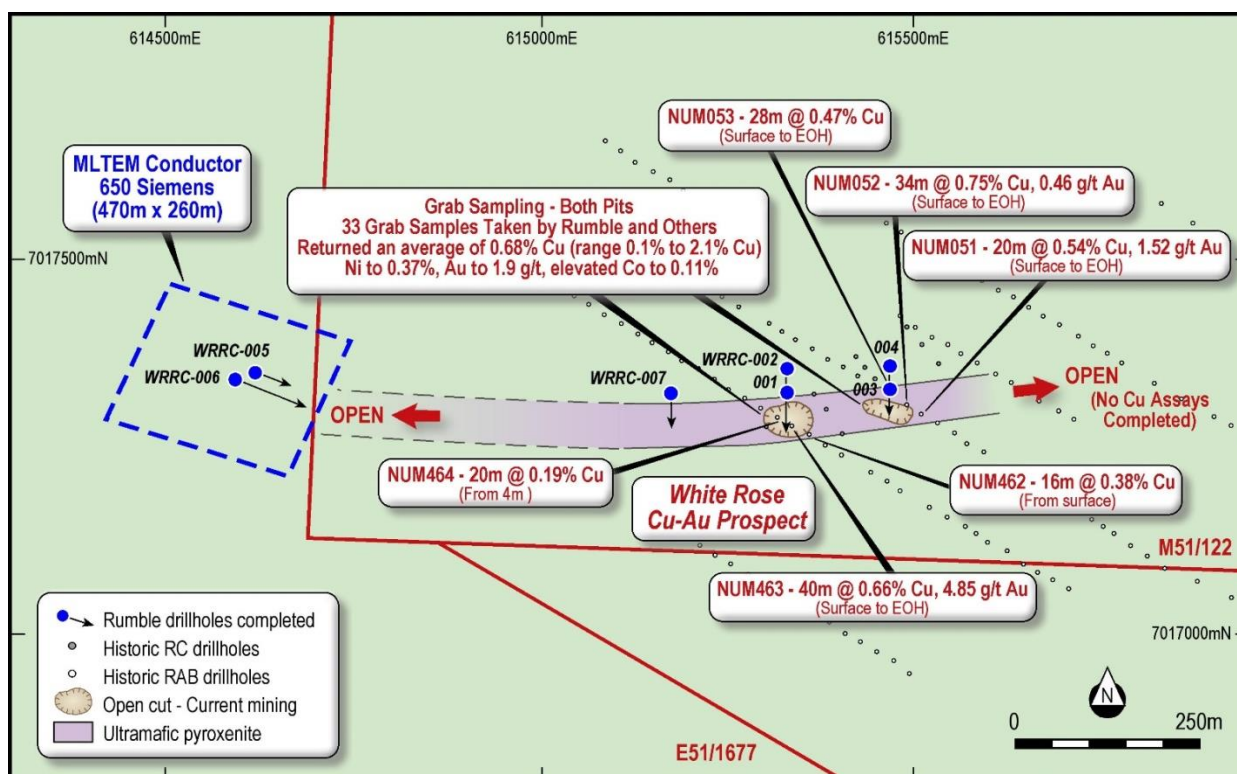 614500mE
615000mE
615500mE
NUM053 - 28m @ 0.47% Cu
(Surface to EOH)
MLTEM Conductor
650 Siemens
(470m x 260m)
NUM052 - 34m @ 0.75% Cu, 0.46 g/t Au
(Surface to EOH)
Grab Sampling - Both Pits
33 Grab Samples Taken by Rumble and Others
Returned an average of 0.68% Cu (range 0.1% to 2.1% Cu)
Ni to 0.37%, Au to 1.9 g/t, elevated Co to 0.11%
NUM051 - 20m @ 0.54% Cu, 1.52 g/t Au
(Surface to EOH)
7017500mN
WRRC-005
WRRC-006
WRRC-007
WRRC-002
001
004
003
OPEN
OPEN
(No Cu Assays
Completed)
NUM464 - 20m @ 0.19% Cu
(From 4m )
White Rose
Cu-Au Prospect
NUM462 - 16m @ 0.38% Cu
(From surface)
M51/122
NUM463 - 40m @ 0.66% Cu, 4.85 g/t Au
(Surface to EOH)
7017000mN
Rumble drillholes completed
Historic RC drillholes
Historic RAB drillholes
Open cut - Current mining
Ultramafic pyroxenite
E51/1677
N
0
250m